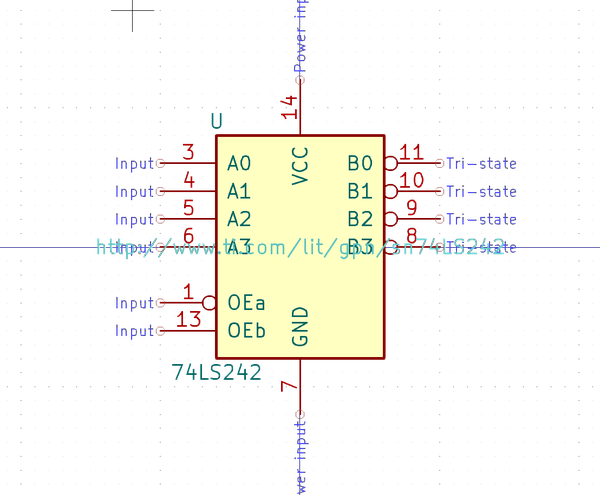 Power inp
14
U
3
11
Input
A0
VCC
B0
Tri-state
4
10
Input
A1
B1
Tri-state
5
9
Input
A2
B2
Tri-state
6
8
Input
A3
B3
Tri-state
http://www.ti.com/lit/gpn/sn74LS242
1
Input
OEa
13
Input
OEb
GND
74LS242
7
wer input